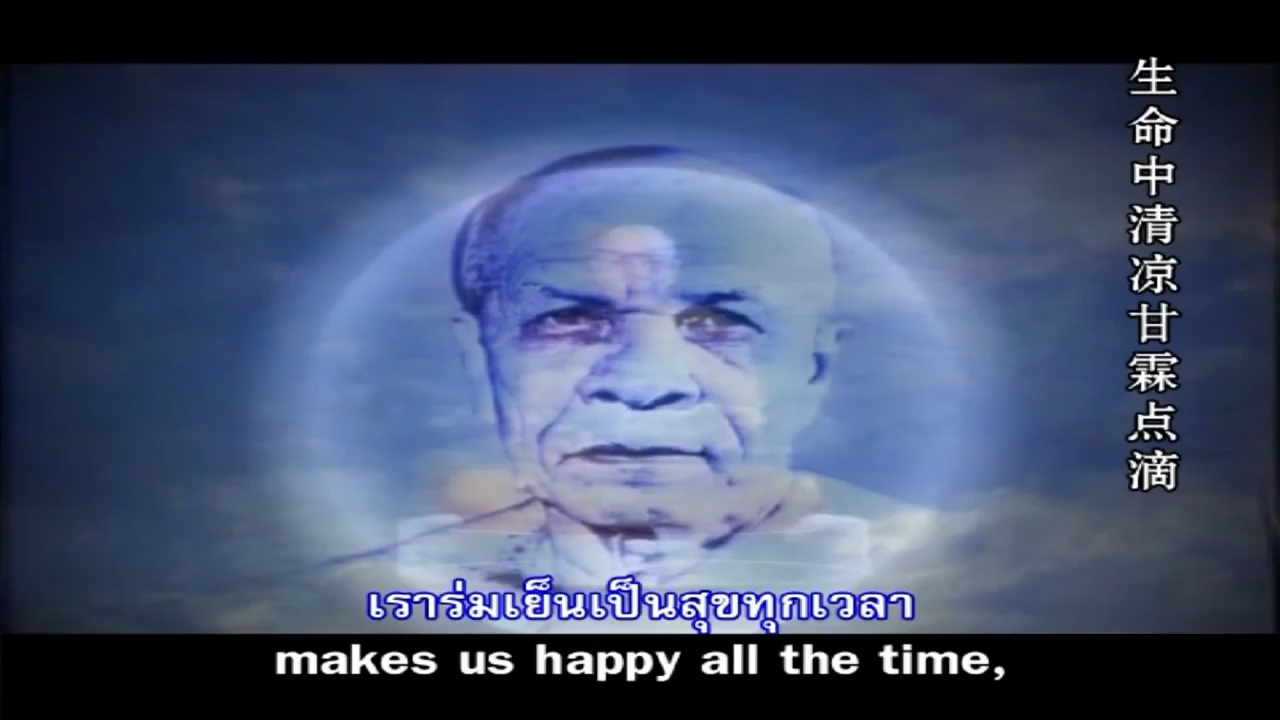 生命中清凉甘霖点滴
เราร่มเย็นเป็นสุขทุกเวลา
makes us happy all the time,